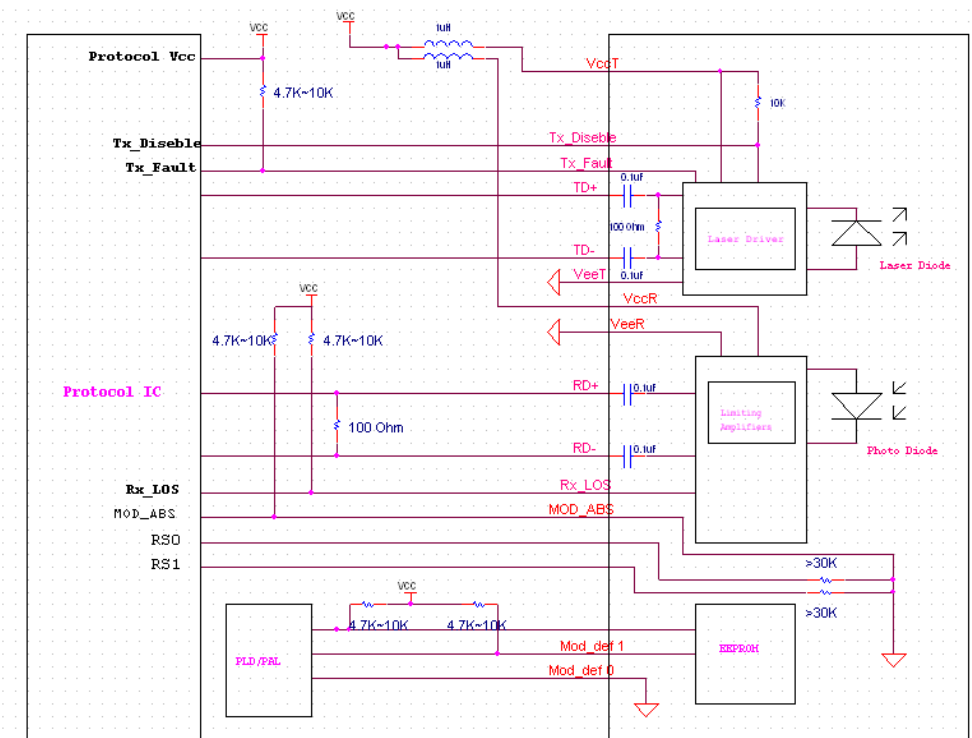 VCC
VCC
1uH
1uH
Protocol Vcc
VccT
4.7K~10K
10K
Tx_Diseble
Tx_Diseble
Tx_Fault
Tx_Fault
0.1uf
TD+
100 Ohm
Laser Driver
TD-
0.1uf
Laser Diode
VeeT
VCC
VccR
VeeR
4.7K~10K
4.7K~10K
Protocol IC
RD+
0.1uf
Limiting
Amplifiers
100 Ohm
RD-
0.1uf
Photo Diode
Rx_LOS
Rx_LOS
MOD_ABS
MOD_ABS
RS0
RS1
>30K
VCC
>30K
4.7K~10K
4.7K~10K
Mod_def 1
EEPROM
PLD/PAL
Mod_def 0